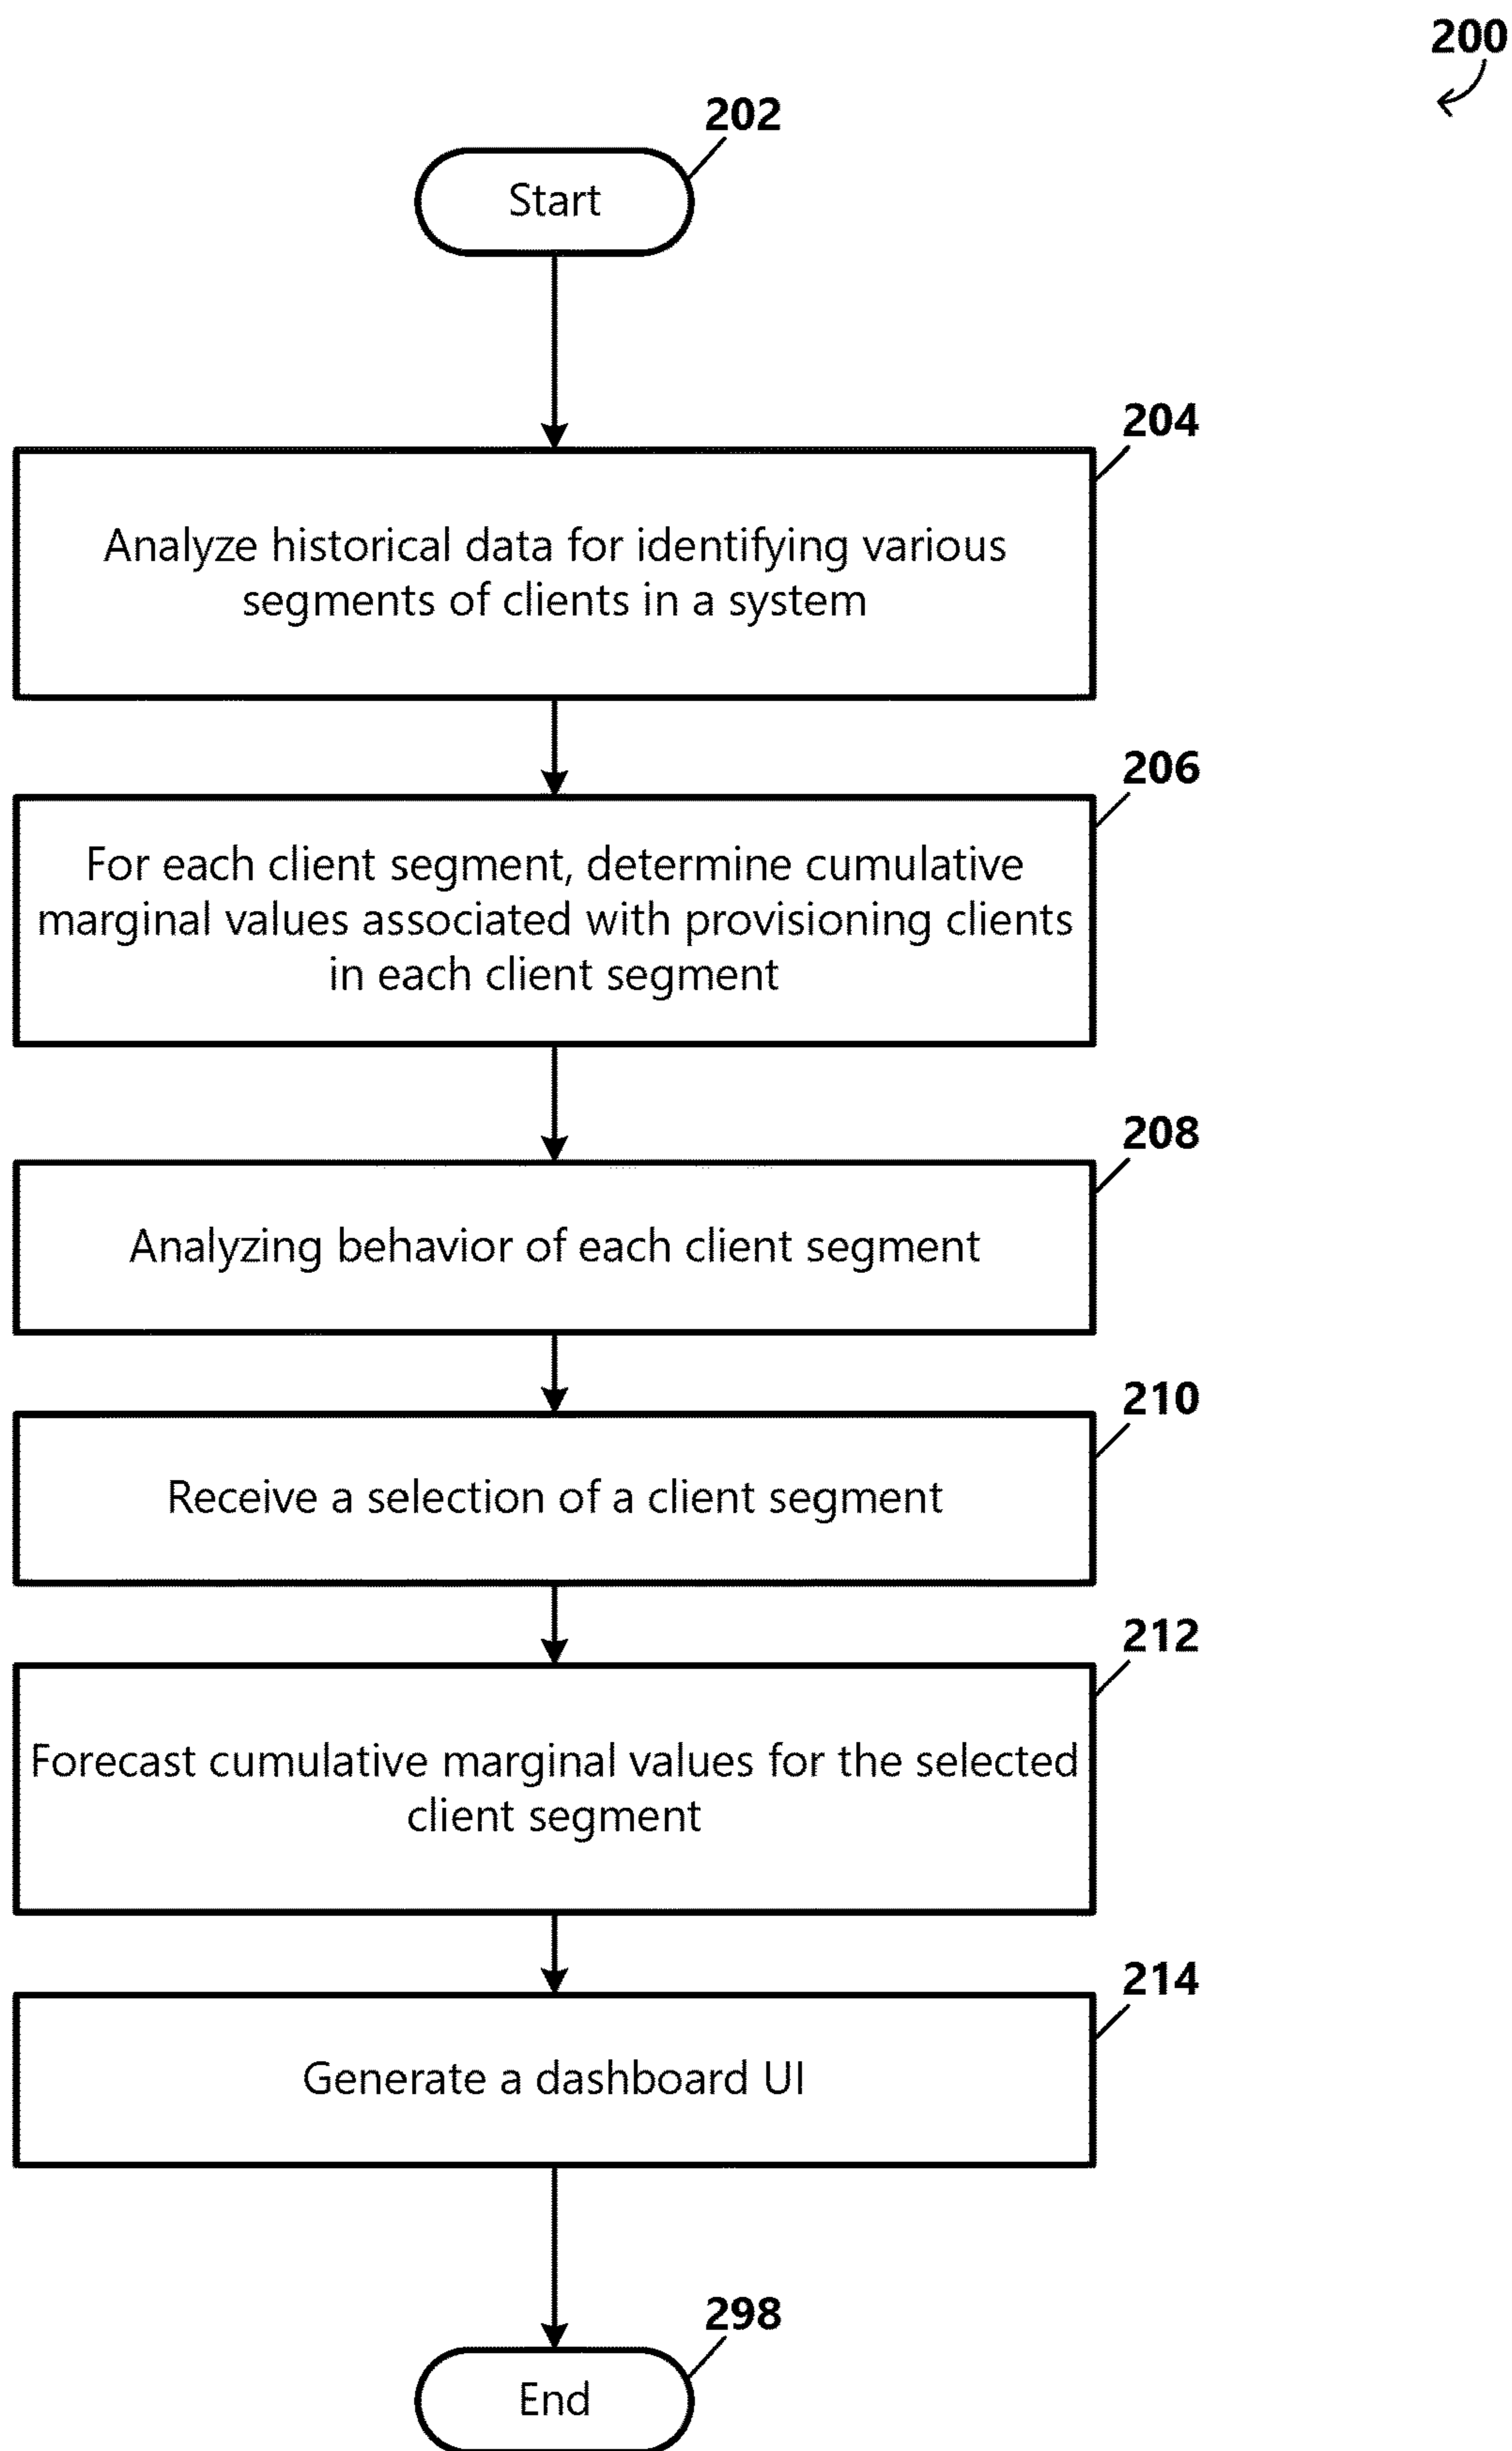 200
202
Start
204
Analyze historical data for identifying various
segments of clients in a system
206
For each client segment, determine cumulative
marginal values associated with provisioning clients
in each client segment
208
Analyzing behavior of each client segment
210
Receive a selection of a client segment
212
Forecast cumulative marginal values for the selected
client segment
214
Generate a dashboard UI
298
End